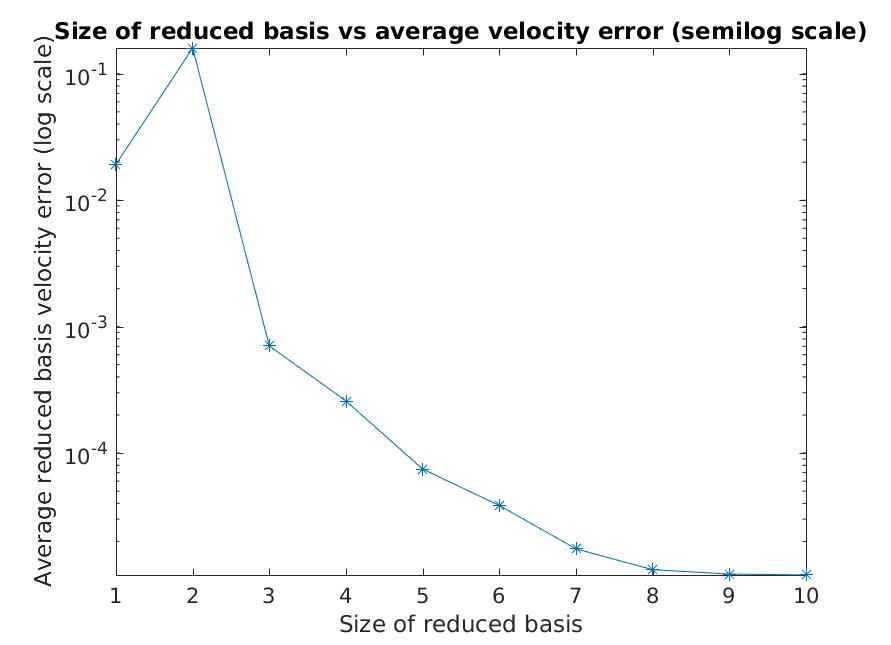 Size of reduced basis vs average velocity error (semilog scale)
Average reduced basis velocity error (log scale)
10^-1
10^-2
10^-3
10^-4
1 2 3 4 5 6 7 8 9 10
Size of reduced basis